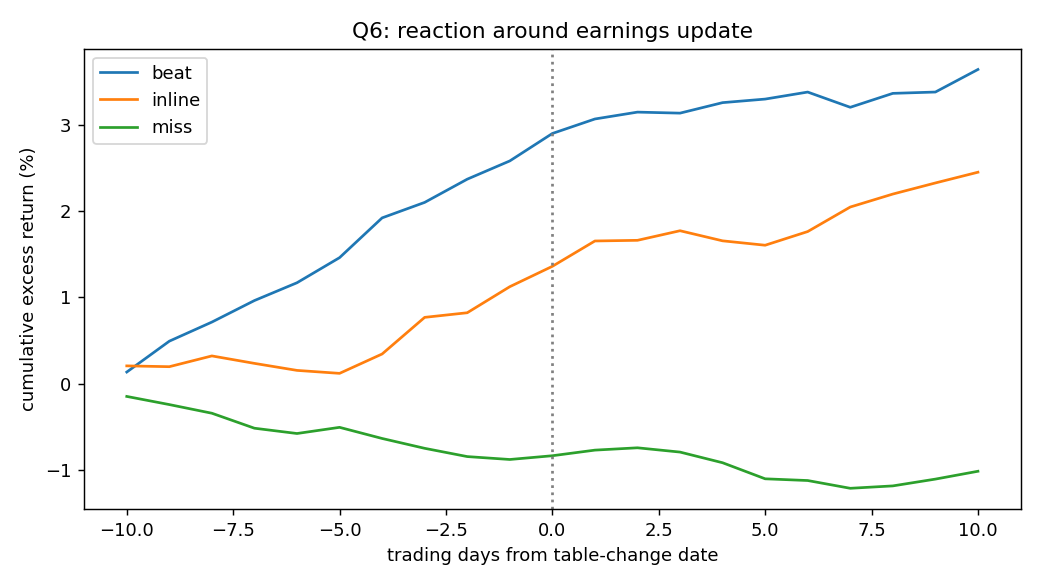 Q6: reaction around earnings update
beat
inline
miss
cumulative excess return (%)
3
2
1
0
−1
−10.0
−7.5
−5.0
−2.5
0.0
2.5
5.0
7.5
10.0
trading days from table-change date